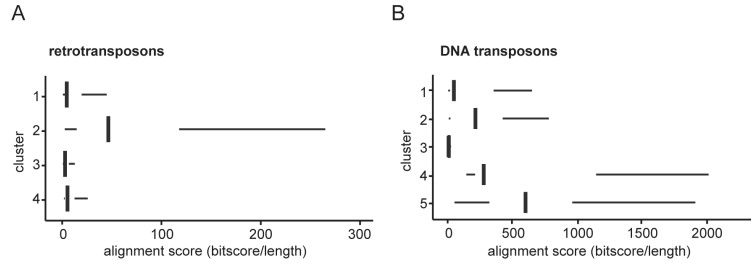 A
retrotransposons
cluster
1
2
3
4
0 100 200 300
alignment score (bitscore/length)
B
DNA transposons
cluster
1
2
3
4
5
0 500 1000 1500 2000
alignment score (bitscore/length)